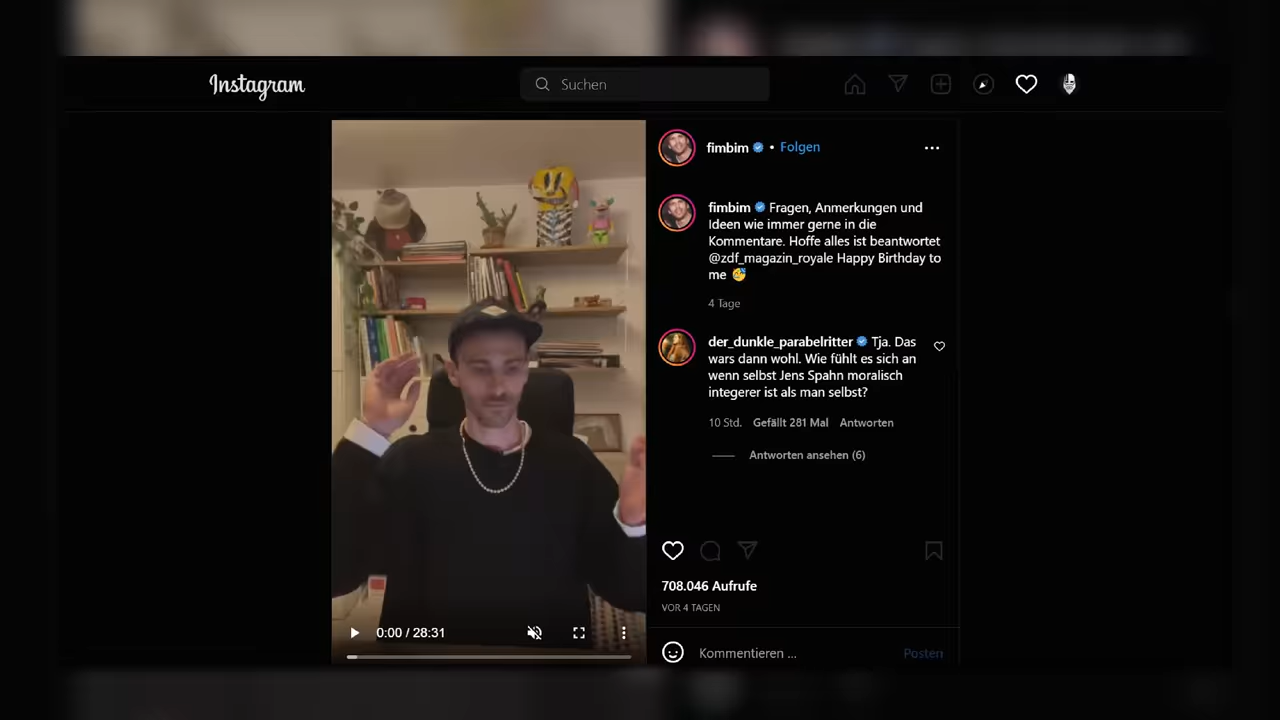 Instagram
Suchen
fimbim • Folgen
fimbim Fragen, Anmerkungen und
Ideen wie immer gerne in die
Kommentare. Hoffe alles ist beantwortet
@zdf_magazin_royale Happy Birthday to
me 🥳
4 Tage
der_dunkle_parabelritter Tja. Das
wars dann wohl. Wie fühlt es sich an
wenn selbst Jens Spahn moralisch
integerer ist als man selbst?
10 Std. Gefällt 281 Mal Antworten
Antworten ansehen (6)
0:00 / 28:31
708.046 Aufrufe
VOR 4 TAGEN
Kommentieren ... Posten